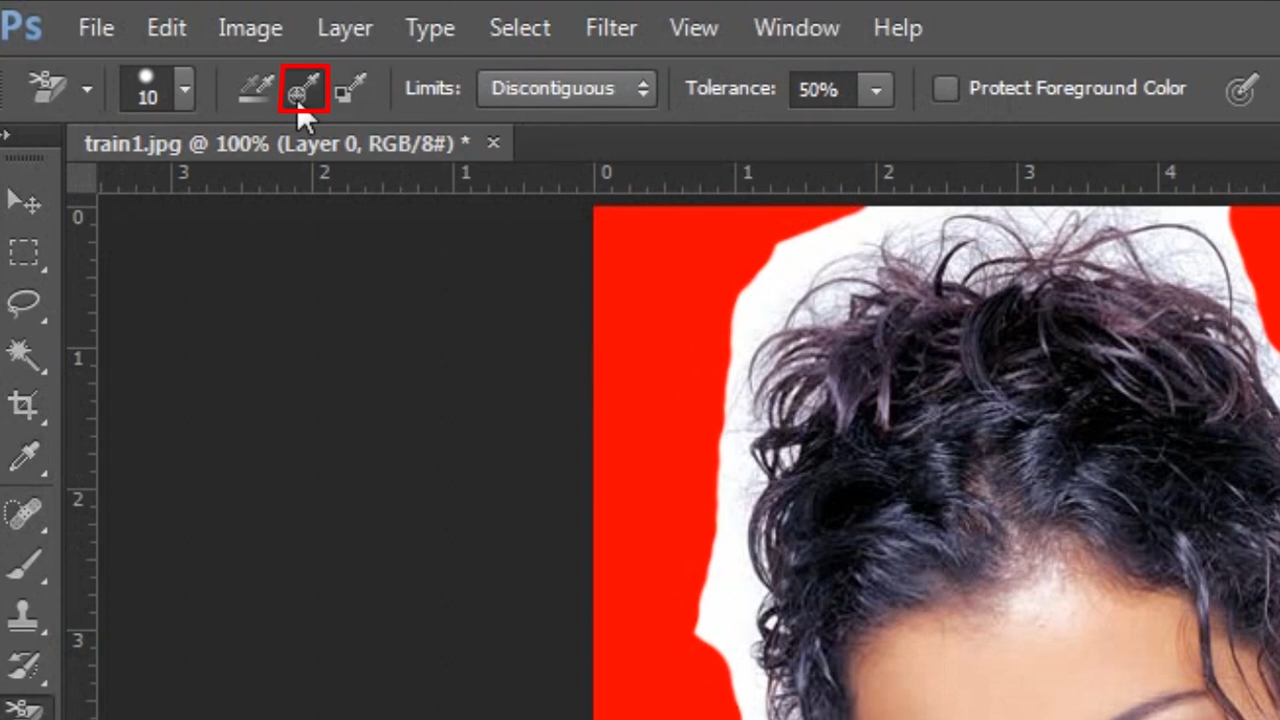 Ps File Edit Image Layer Type Select Filter View Window Help
10 Limits: Discontiguous Tolerance: 50% Protect Foreground Color
train1.jpg @ 100% (Layer 0, RGB/8#) * ×
3 2 1 0 1 2 3 4
0
1
2
3